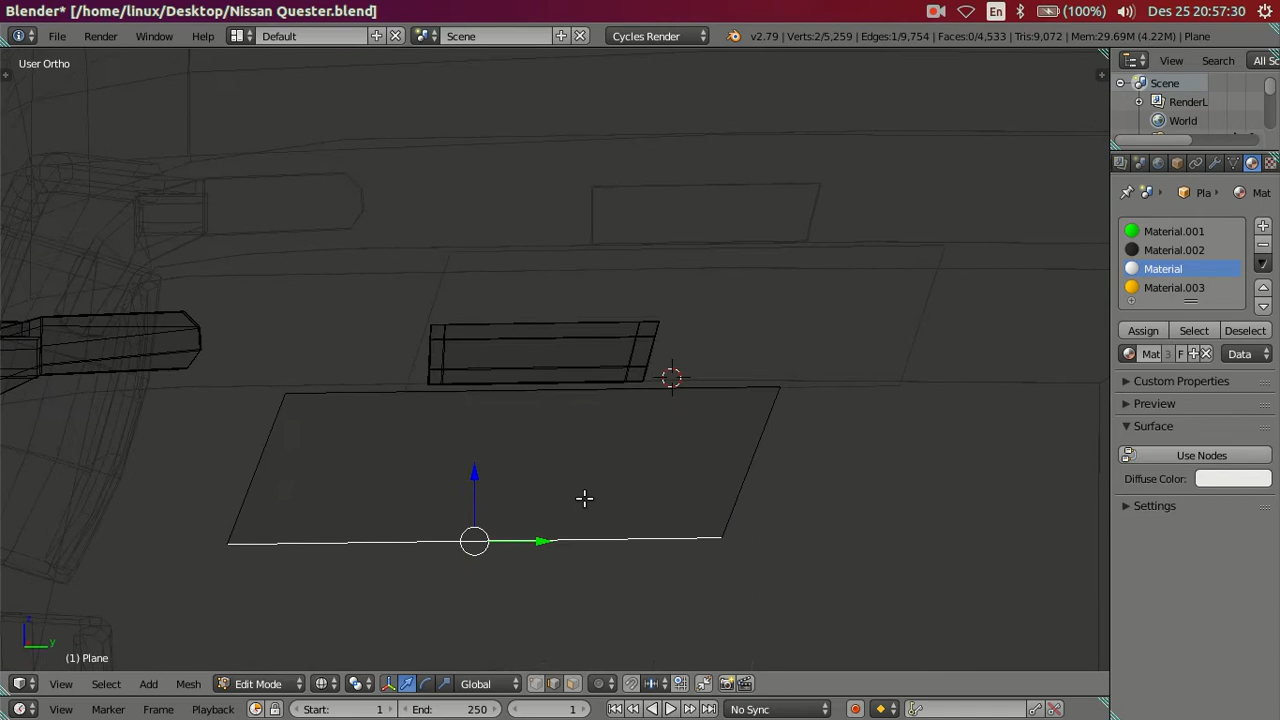 Blender* [/home/linux/Desktop/Nissan Quester.blend]
En (100%) Des 25 20:57:30
File Render Window Help Default Scene Cycles Render v2.79 | Verts:2/5,259 | Edges:1/9,754 | Faces:0/4,533 | Tris:9,072 | Mem:29.69M (4.22M) | Plane
User Ortho
View Search All Sc
Scene
RenderL
World
Pla Mat
Material.001
Material.002
Material
Material.003
Assign Select Deselect
Mat 3 F Data
Custom Properties
Preview
Surface
Use Nodes
Diffuse Color:
Settings
z
y
(1) Plane
View Select Add Mesh Edit Mode Global
View Marker Frame Playback Start: 1 End: 250 1 No Sync